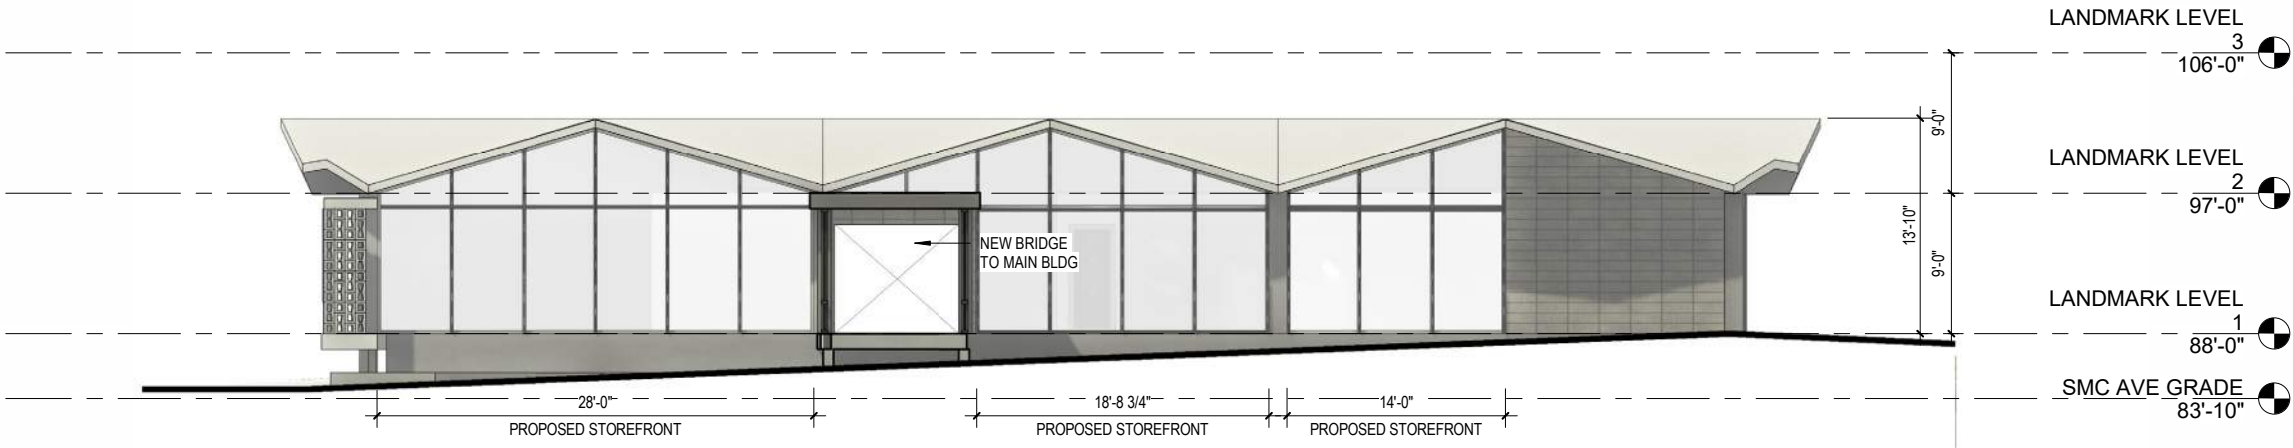 LANDMARK LEVEL
3
106'-0"
9'-0"
LANDMARK LEVEL
2
97'-0"
13'-10"
NEW BRIDGE
TO MAIN BLDG
9'-0"
LANDMARK LEVEL
1
88'-0"
SMC AVE GRADE
83'-10"
28'-0"
18'-8 3/4"
14'-0"
PROPOSED STOREFRONT
PROPOSED STOREFRONT
PROPOSED STOREFRONT